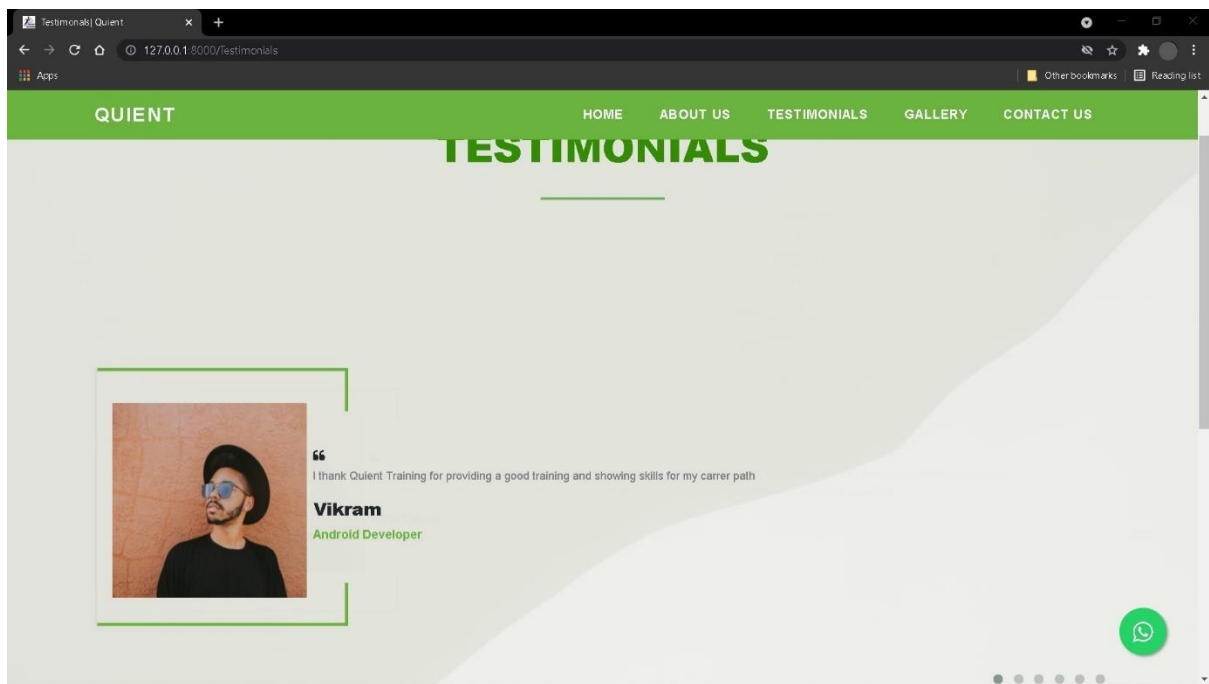 Testimonals| Quient
127.0.0.1:8000/Testimonials
Apps
Other bookmarks
Reading list
QUIENT
HOME ABOUT US TESTIMONIALS GALLERY CONTACT US
TESTIMONIALS
❝
I thank Quient Training for providing a good training and showing skills for my carrer path
Vikram
Android Developer